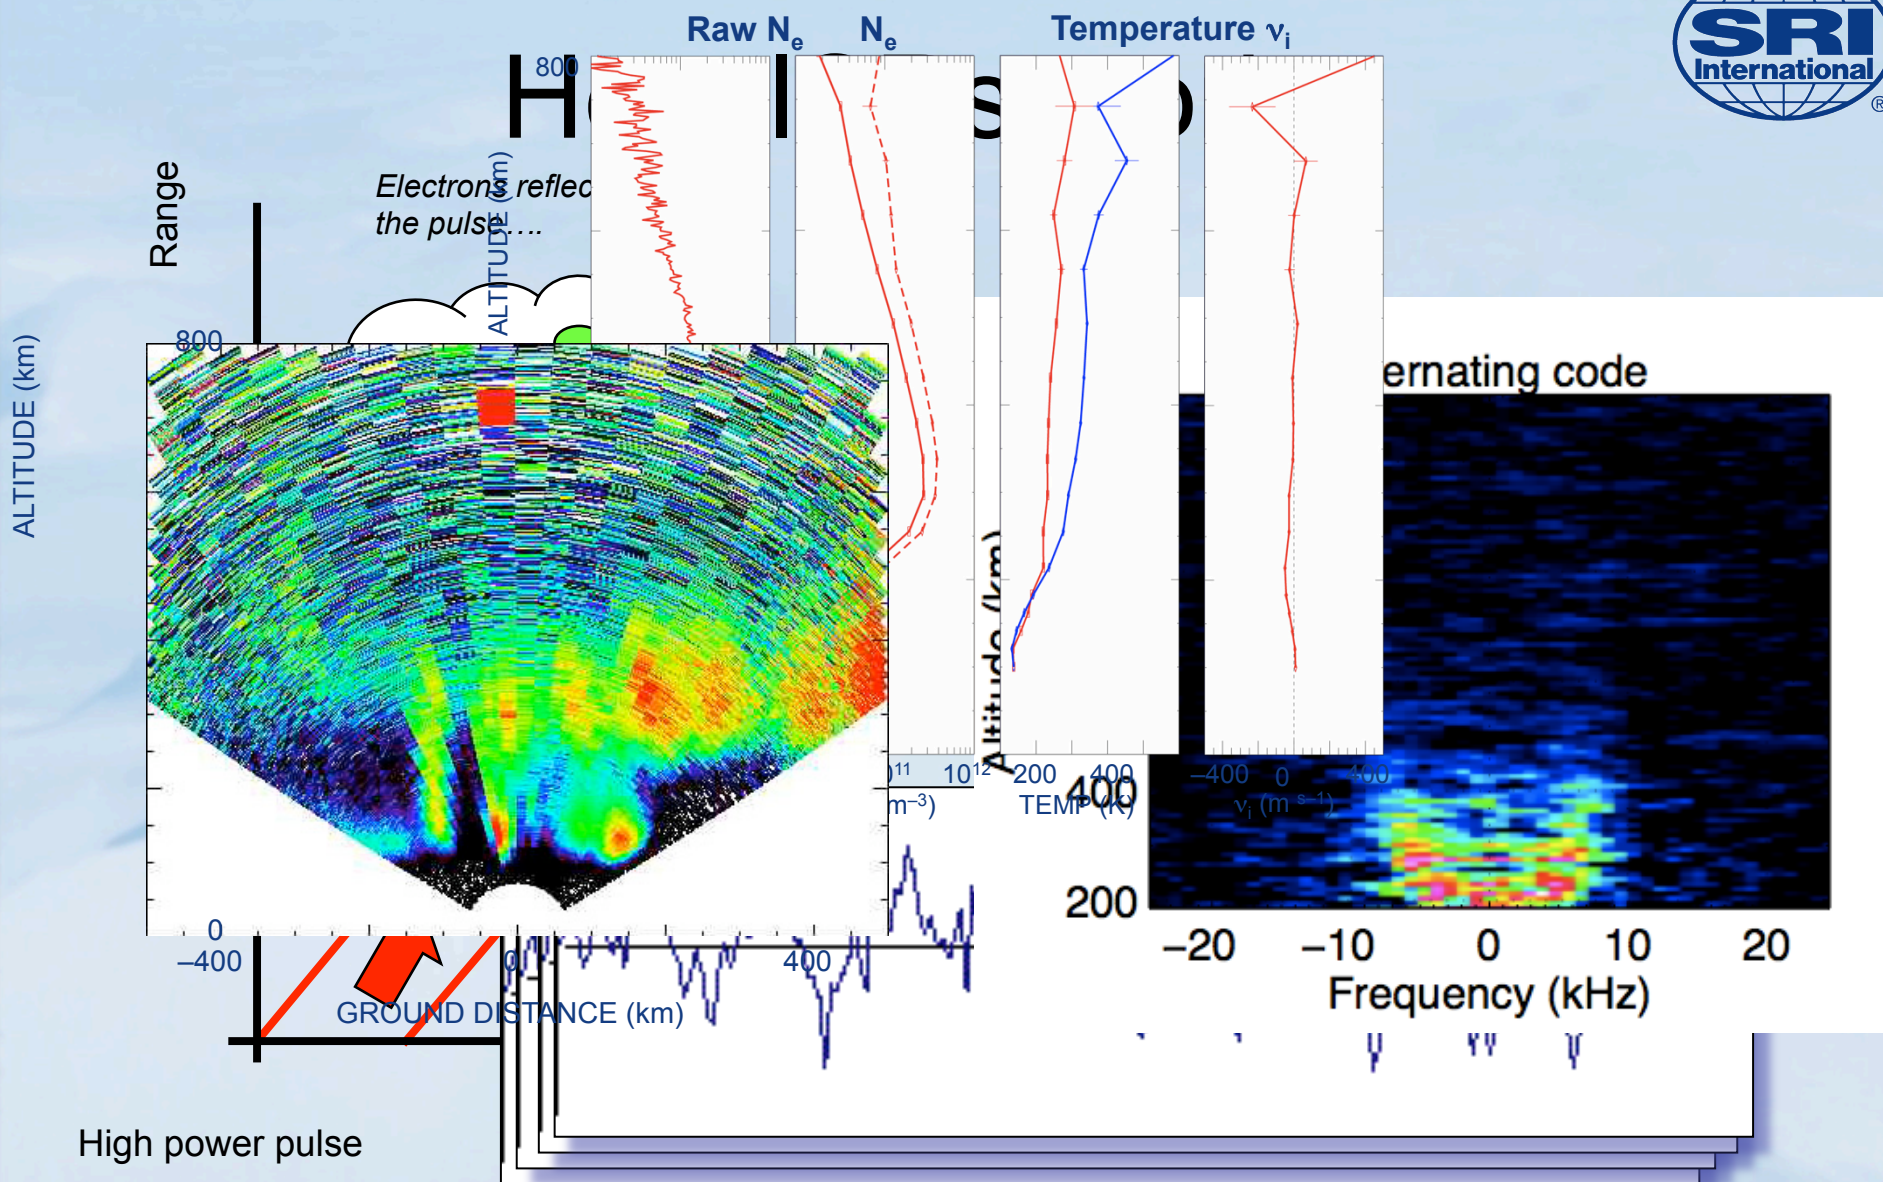 Raw Ne
Ne
Temperature νi
SRI
International
®
800
Range
Electrons reflec
the pulse….
ALTITUDE (km)
ALTITUDE (km)
800
ernating code
Altitude (km)
11
10¹²
200
400
–400
0
400
m⁻³)
TEMP (K)
νi (m s⁻¹)
400
200
0
–400
0
400
–20
–10
0
10
20
Frequency (kHz)
GROUND DISTANCE (km)
High power pulse